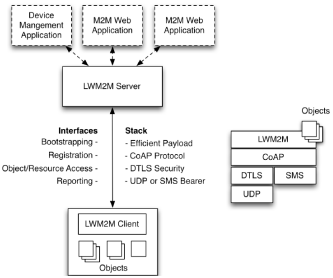 Device
Mangement
Application
M2M Web
Application
M2M Web
Application
LWM2M Server
Interfaces
Bootstrapping -
Registration -
Object/Resource Access -
Reporting -
Stack
- Efficient Payload
- CoAP Protocol
- DTLS Security
- UDP or SMS Bearer
LWM2M Client
Objects
Objects
LWM2M
CoAP
DTLS
SMS
UDP